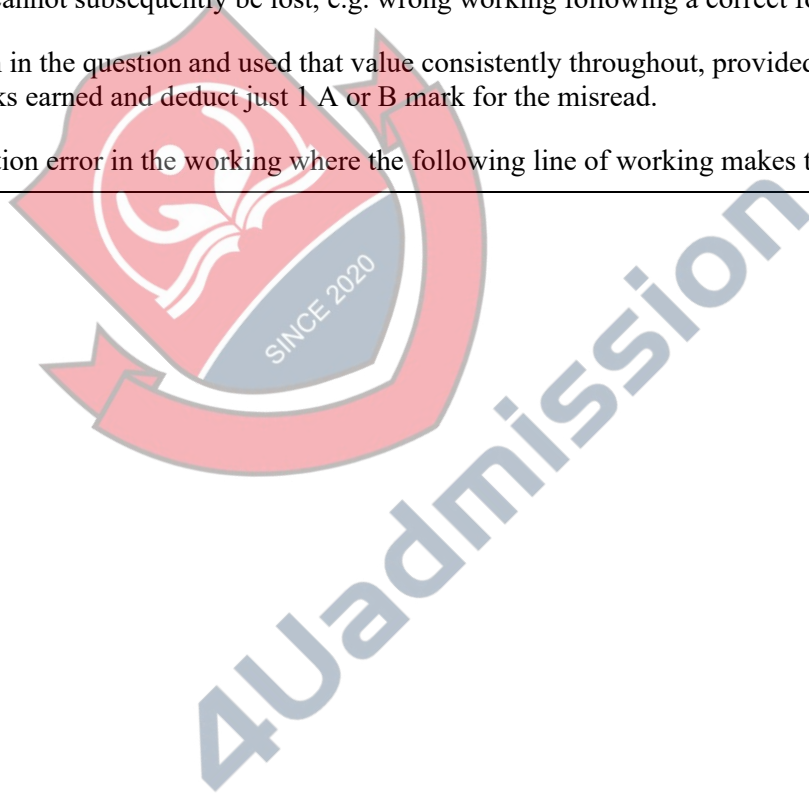 cannot subsequently be lost, e.g. wrong working following a correct
in the question and used that value consistently throughout, provided
ks earned and deduct just 1 A or B mark for the misread.
tion error in the working where the following line of working makes t
SINCE 2020
4Uadmission